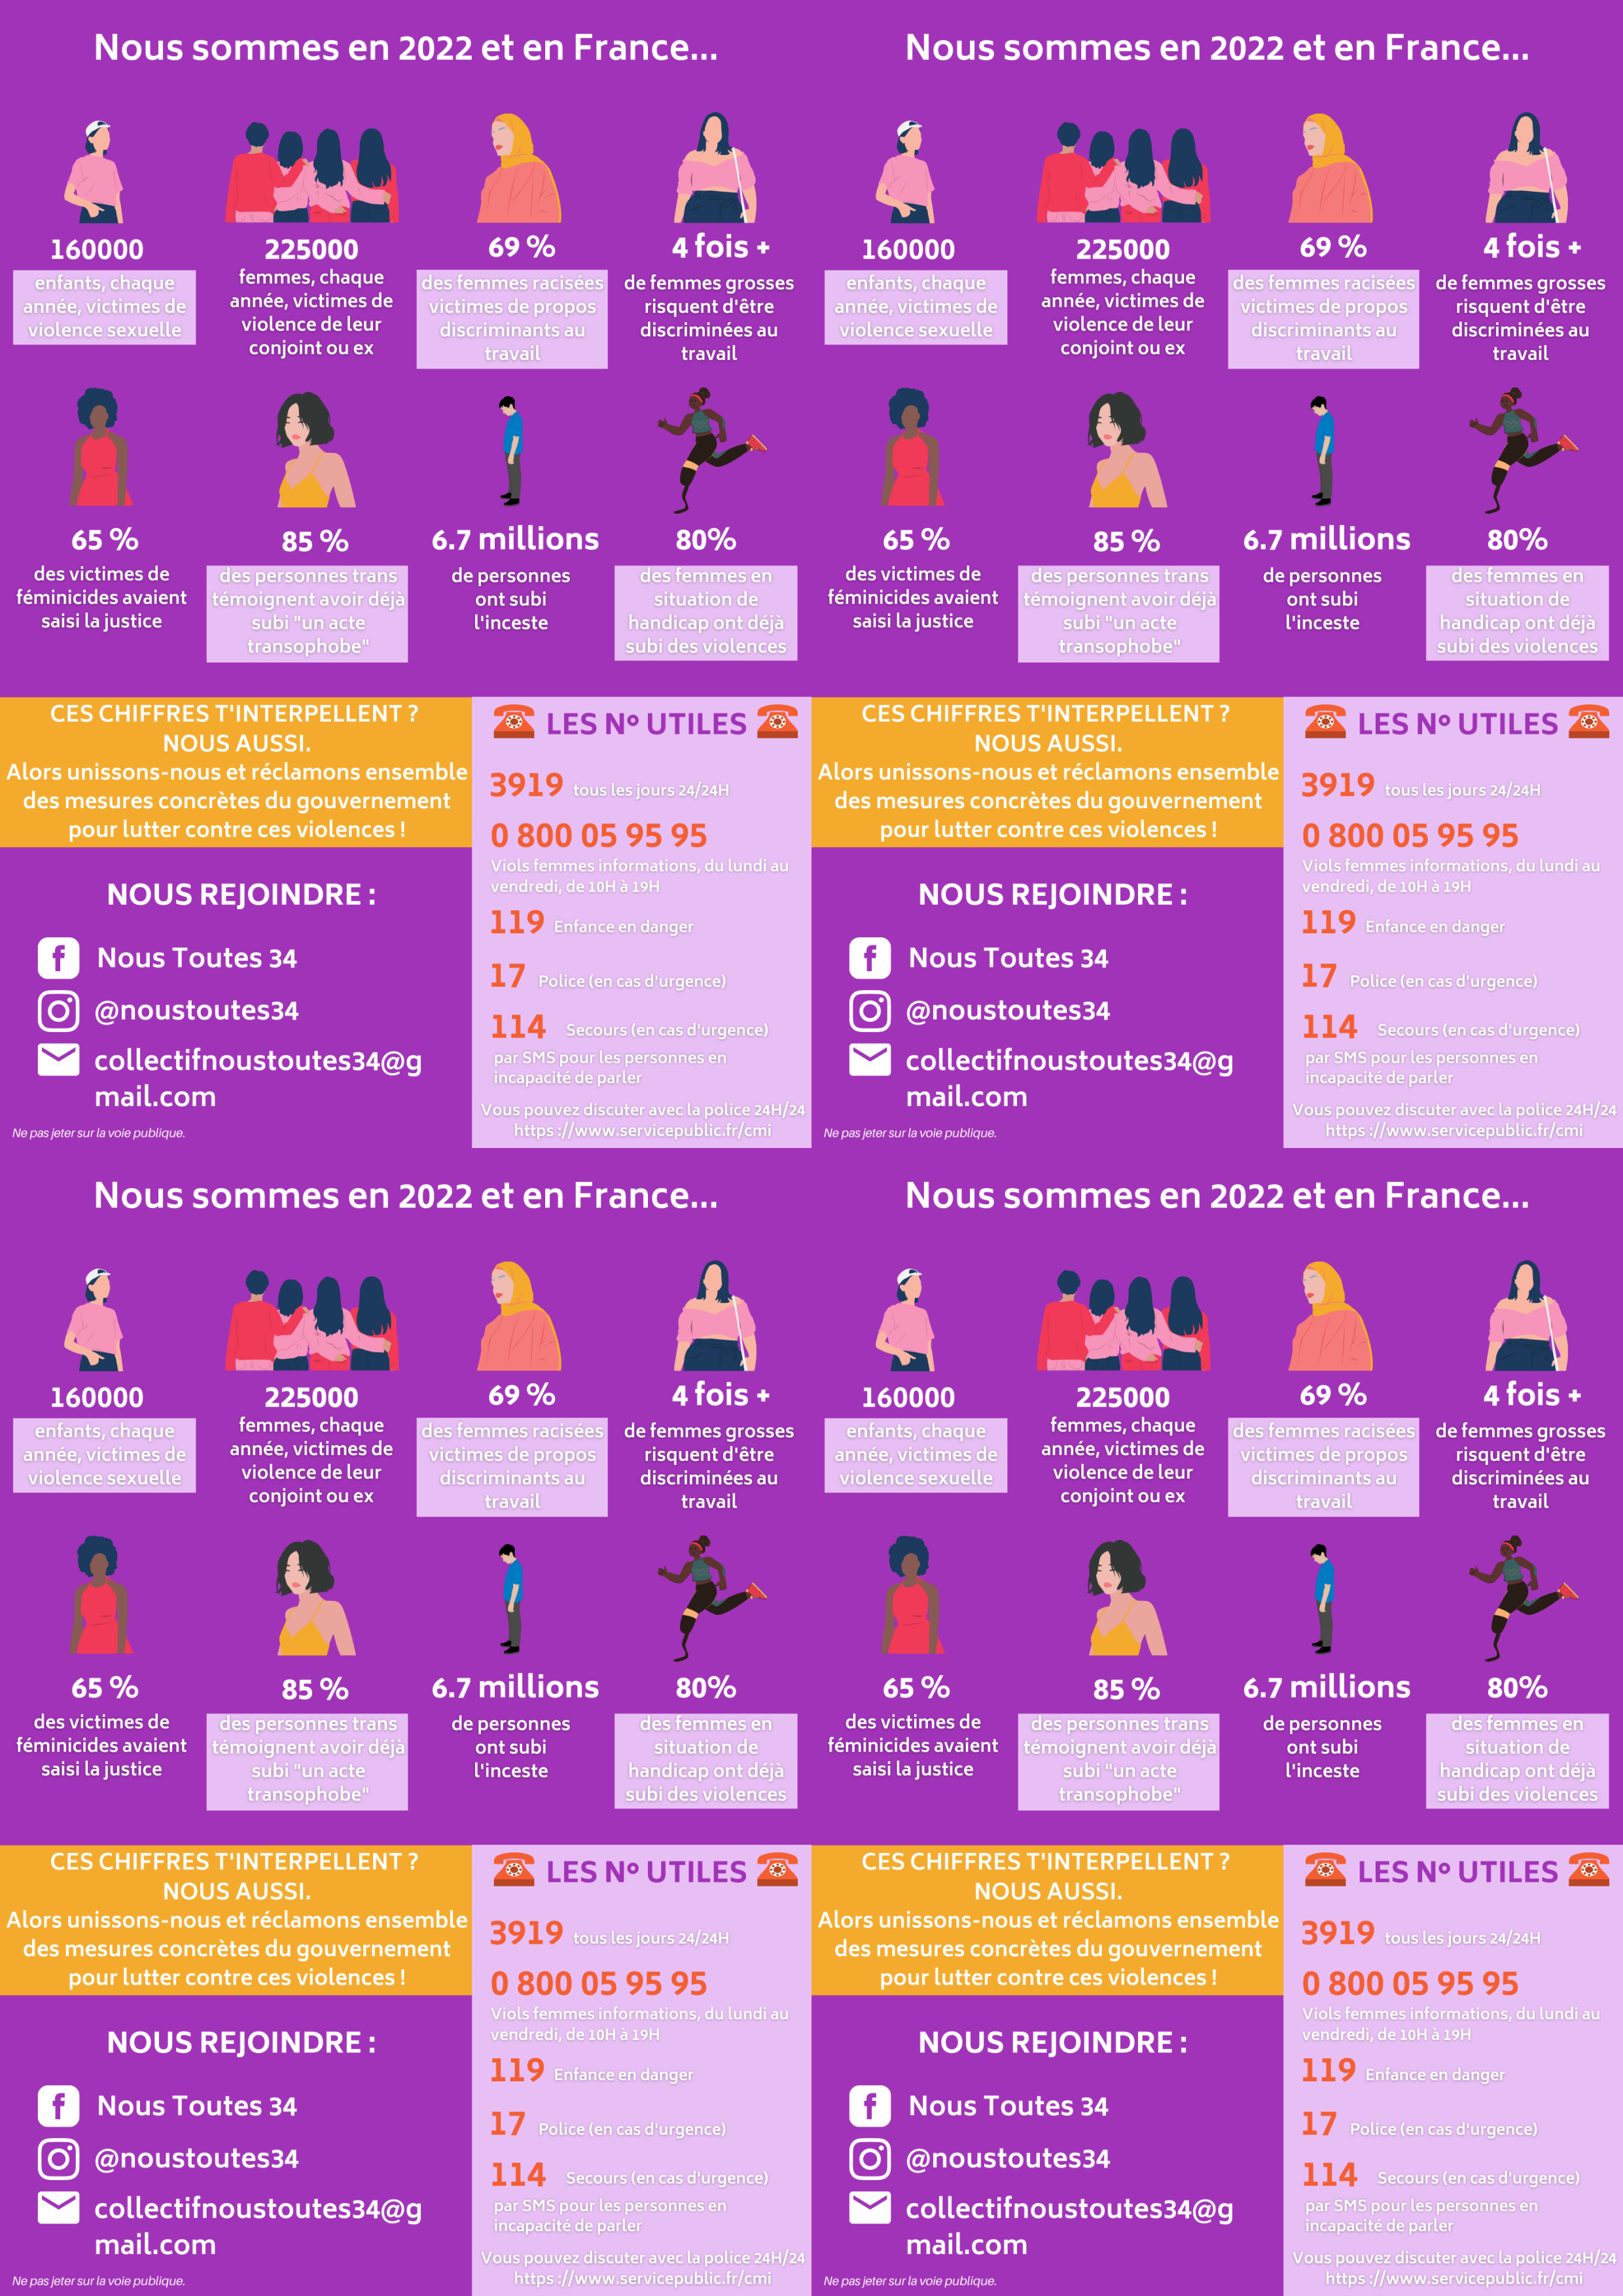 Nous sommes en 2022 et en France...
160000
enfants, chaque
année, victimes de
violence sexuelle
225000
femmes, chaque
année, victimes de
violence de leur
conjoint ou ex
69 %
des femmes racisées
victimes de propos
discriminants au
travail
4 fois +
de femmes grosses
risquent d'être
discriminées au
travail
65 %
des victimes de
féminicides avaient
saisi la justice
85 %
des personnes trans
témoignent avoir déjà
subi "un acte
transophobe"
6.7 millions
de personnes
ont subi
l'inceste
80%
des femmes en
situation de
handicap ont déjà
subi des violences
CES CHIFFRES T'INTERPELLENT ?
NOUS AUSSI.
Alors unissons-nous et réclamons ensemble
des mesures concrètes du gouvernement
pour lutter contre ces violences !
NOUS REJOINDRE :
Nous Toutes 34
@noustoutes34
collectifnoustoutes34@g
mail.com
Ne pas jeter sur la voie publique.
LES N° UTILES
3919 tous les jours 24/24H
0 800 05 95 95
Viols femmes informations, du lundi au
vendredi, de 10H à 19H
119 Enfance en danger
17 Police (en cas d'urgence)
114 Secours (en cas d'urgence)
par SMS pour les personnes en
incapacité de parler
Vous pouvez discuter avec la police 24H/24
https ://www.servicepublic.fr/cmi
Nous sommes en 2022 et en France...
160000
enfants, chaque
année, victimes de
violence sexuelle
225000
femmes, chaque
année, victimes de
violence de leur
conjoint ou ex
69 %
des femmes racisées
victimes de propos
discriminants au
travail
4 fois +
de femmes grosses
risquent d'être
discriminées au
travail
65 %
des victimes de
féminicides avaient
saisi la justice
85 %
des personnes trans
témoignent avoir déjà
subi "un acte
transophobe"
6.7 millions
de personnes
ont subi
l'inceste
80%
des femmes en
situation de
handicap ont déjà
subi des violences
CES CHIFFRES T'INTERPELLENT ?
NOUS AUSSI.
Alors unissons-nous et réclamons ensemble
des mesures concrètes du gouvernement
pour lutter contre ces violences !
NOUS REJOINDRE :
Nous Toutes 34
@noustoutes34
collectifnoustoutes34@g
mail.com
Ne pas jeter sur la voie publique.
LES N° UTILES
3919 tous les jours 24/24H
0 800 05 95 95
Viols femmes informations, du lundi au
vendredi, de 10H à 19H
119 Enfance en danger
17 Police (en cas d'urgence)
114 Secours (en cas d'urgence)
par SMS pour les personnes en
incapacité de parler
Vous pouvez discuter avec la police 24H/24
https ://www.servicepublic.fr/cmi
Nous sommes en 2022 et en France...
160000
enfants, chaque
année, victimes de
violence sexuelle
225000
femmes, chaque
année, victimes de
violence de leur
conjoint ou ex
69 %
des femmes racisées
victimes de propos
discriminants au
travail
4 fois +
de femmes grosses
risquent d'être
discriminées au
travail
65 %
des victimes de
féminicides avaient
saisi la justice
85 %
des personnes trans
témoignent avoir déjà
subi "un acte
transophobe"
6.7 millions
de personnes
ont subi
l'inceste
80%
des femmes en
situation de
handicap ont déjà
subi des violences
CES CHIFFRES T'INTERPELLENT ?
NOUS AUSSI.
Alors unissons-nous et réclamons ensemble
des mesures concrètes du gouvernement
pour lutter contre ces violences !
NOUS REJOINDRE :
Nous Toutes 34
@noustoutes34
collectifnoustoutes34@g
mail.com
Ne pas jeter sur la voie publique.
LES N° UTILES
3919 tous les jours 24/24H
0 800 05 95 95
Viols femmes informations, du lundi au
vendredi, de 10H à 19H
119 Enfance en danger
17 Police (en cas d'urgence)
114 Secours (en cas d'urgence)
par SMS pour les personnes en
incapacité de parler
Vous pouvez discuter avec la police 24H/24
https ://www.servicepublic.fr/cmi
Nous sommes en 2022 et en France...
160000
enfants, chaque
année, victimes de
violence sexuelle
225000
femmes, chaque
année, victimes de
violence de leur
conjoint ou ex
69 %
des femmes racisées
victimes de propos
discriminants au
travail
4 fois +
de femmes grosses
risquent d'être
discriminées au
travail
65 %
des victimes de
féminicides avaient
saisi la justice
85 %
des personnes trans
témoignent avoir déjà
subi "un acte
transophobe"
6.7 millions
de personnes
ont subi
l'inceste
80%
des femmes en
situation de
handicap ont déjà
subi des violences
CES CHIFFRES T'INTERPELLENT ?
NOUS AUSSI.
Alors unissons-nous et réclamons ensemble
des mesures concrètes du gouvernement
pour lutter contre ces violences !
NOUS REJOINDRE :
Nous Toutes 34
@noustoutes34
collectifnoustoutes34@g
mail.com
Ne pas jeter sur la voie publique.
LES N° UTILES
3919 tous les jours 24/24H
0 800 05 95 95
Viols femmes informations, du lundi au
vendredi, de 10H à 19H
119 Enfance en danger
17 Police (en cas d'urgence)
114 Secours (en cas d'urgence)
par SMS pour les personnes en
incapacité de parler
Vous pouvez discuter avec la police 24H/24
https ://www.servicepublic.fr/cmi